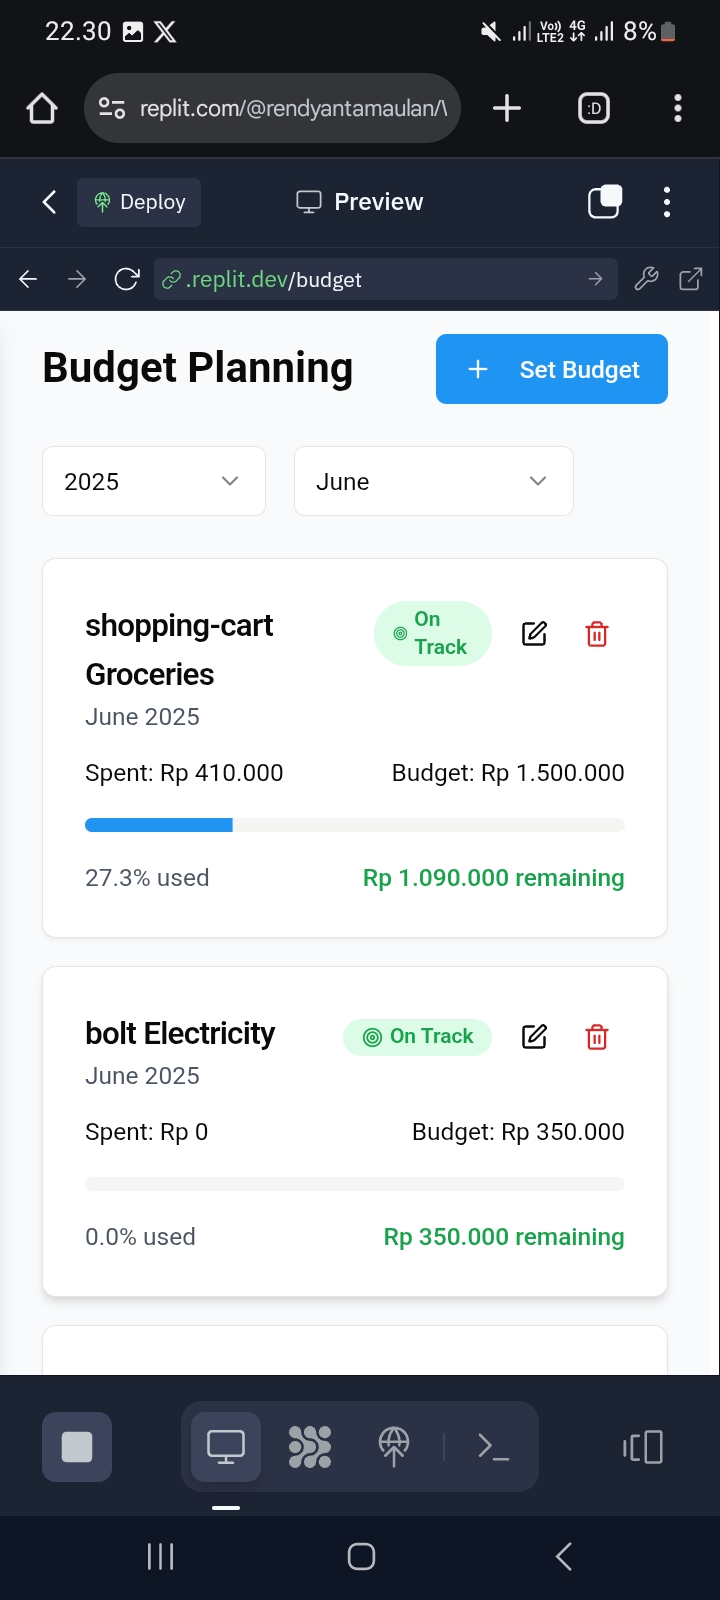 22.30
Vo)) 4G
LTE2
8%
replit.com/@rendyantamaulan/\
:D
Deploy
Preview
.replit.dev/budget
Budget Planning
Set Budget
2025
June
shopping-cart
Groceries
On
Track
June 2025
Spent: Rp 410.000
Budget: Rp 1.500.000
27.3% used
Rp 1.090.000 remaining
bolt Electricity
On Track
June 2025
Spent: Rp 0
Budget: Rp 350.000
0.0% used
Rp 350.000 remaining